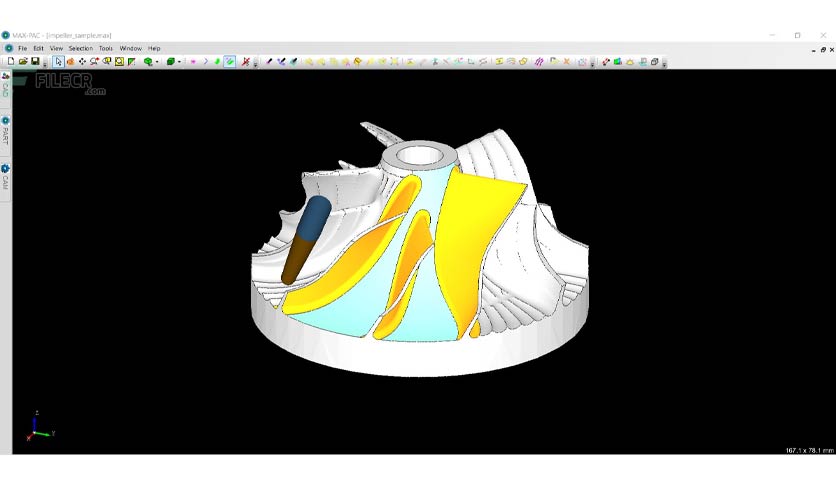 MAX-PAC - [impeller_sample.max]
File Edit View Selection Tools Window Help
FILECR
.com
CAD
PART
CAM
Z
Y
X
167.1 x 78.1 mm